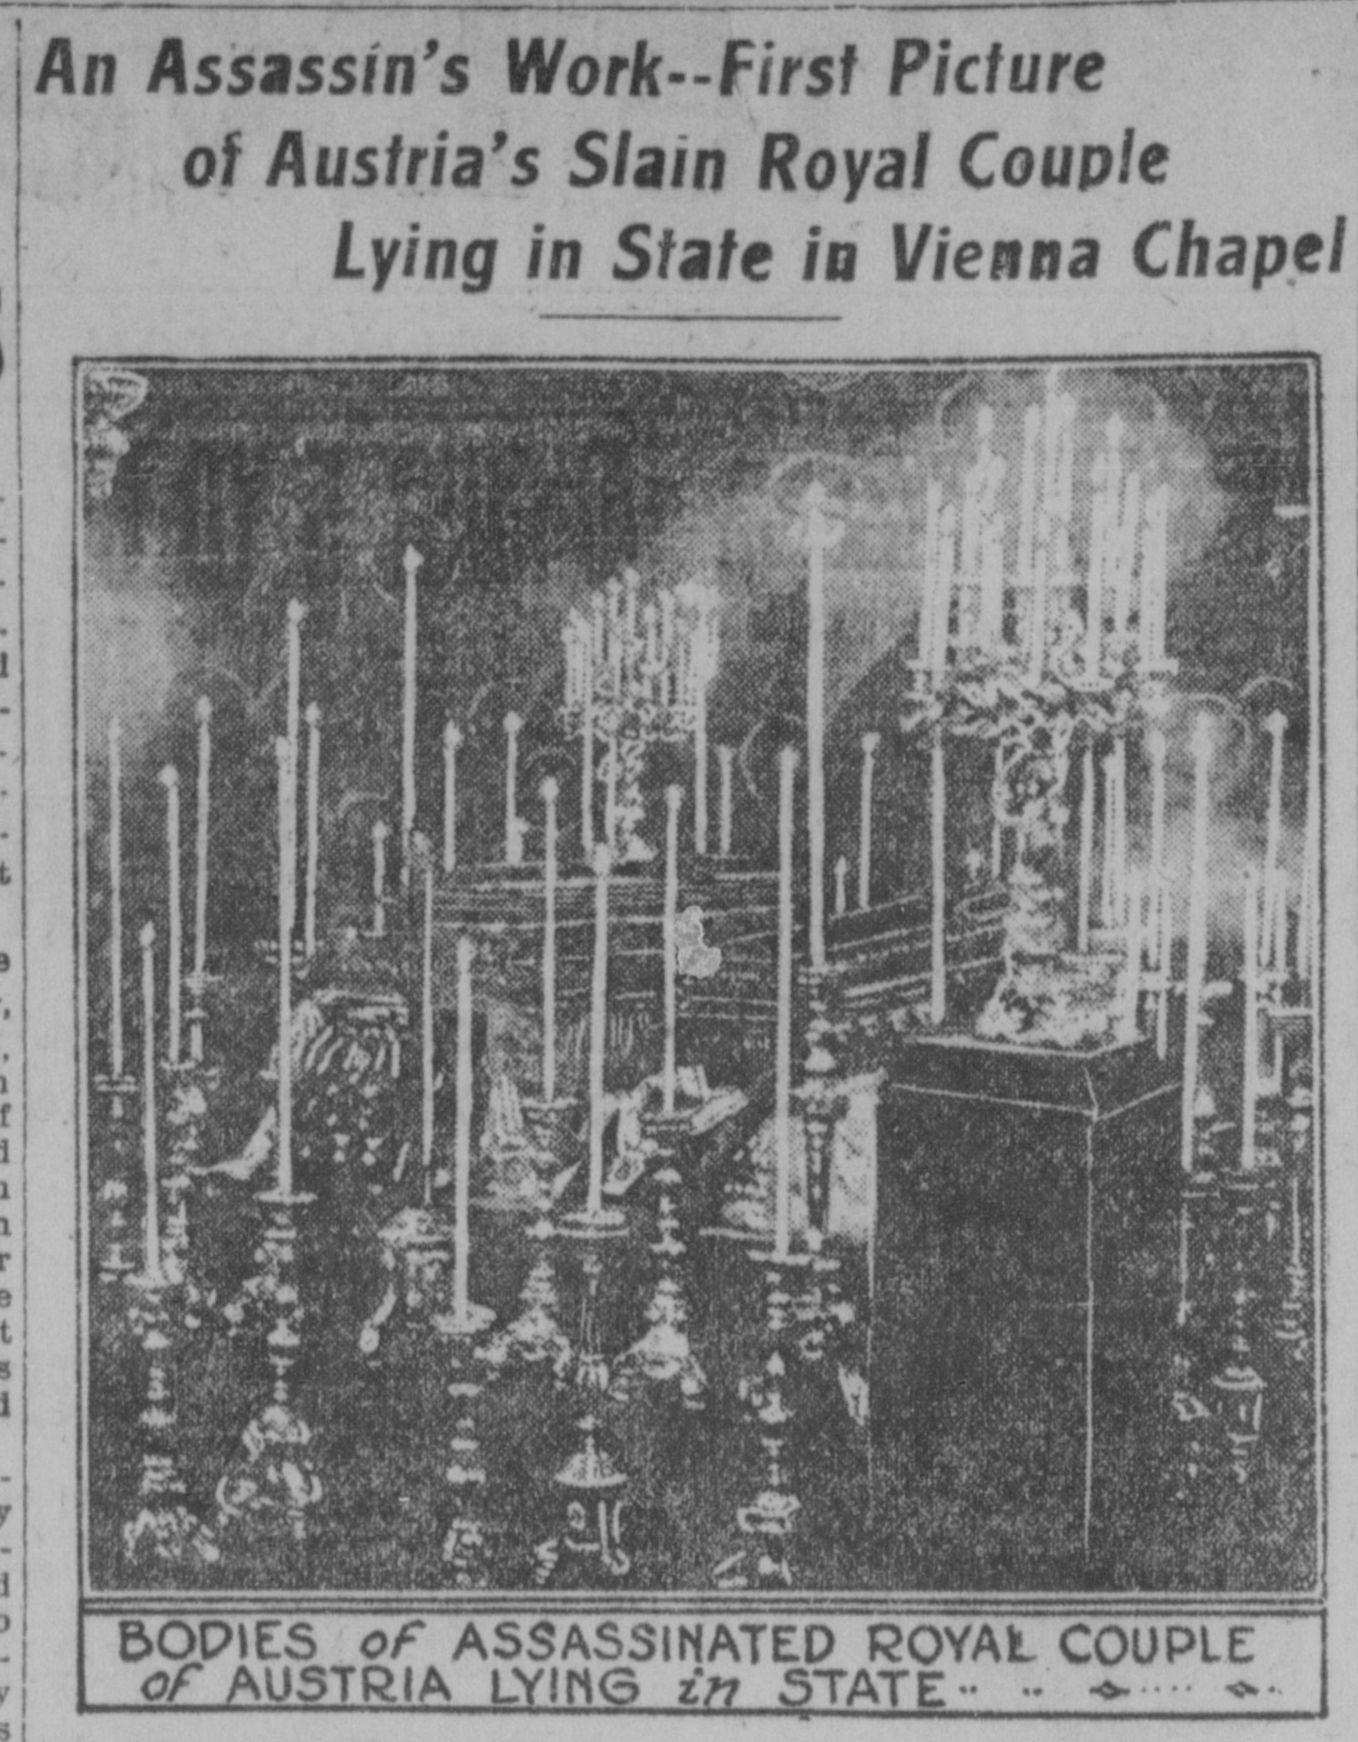 An Assassin's Work--First Picture
of Austria's Slain Royal Couple
Lying in State in Vienna Chapel
BODIES of ASSASSINATED ROYAL COUPLE
of AUSTRIA LYING in STATE